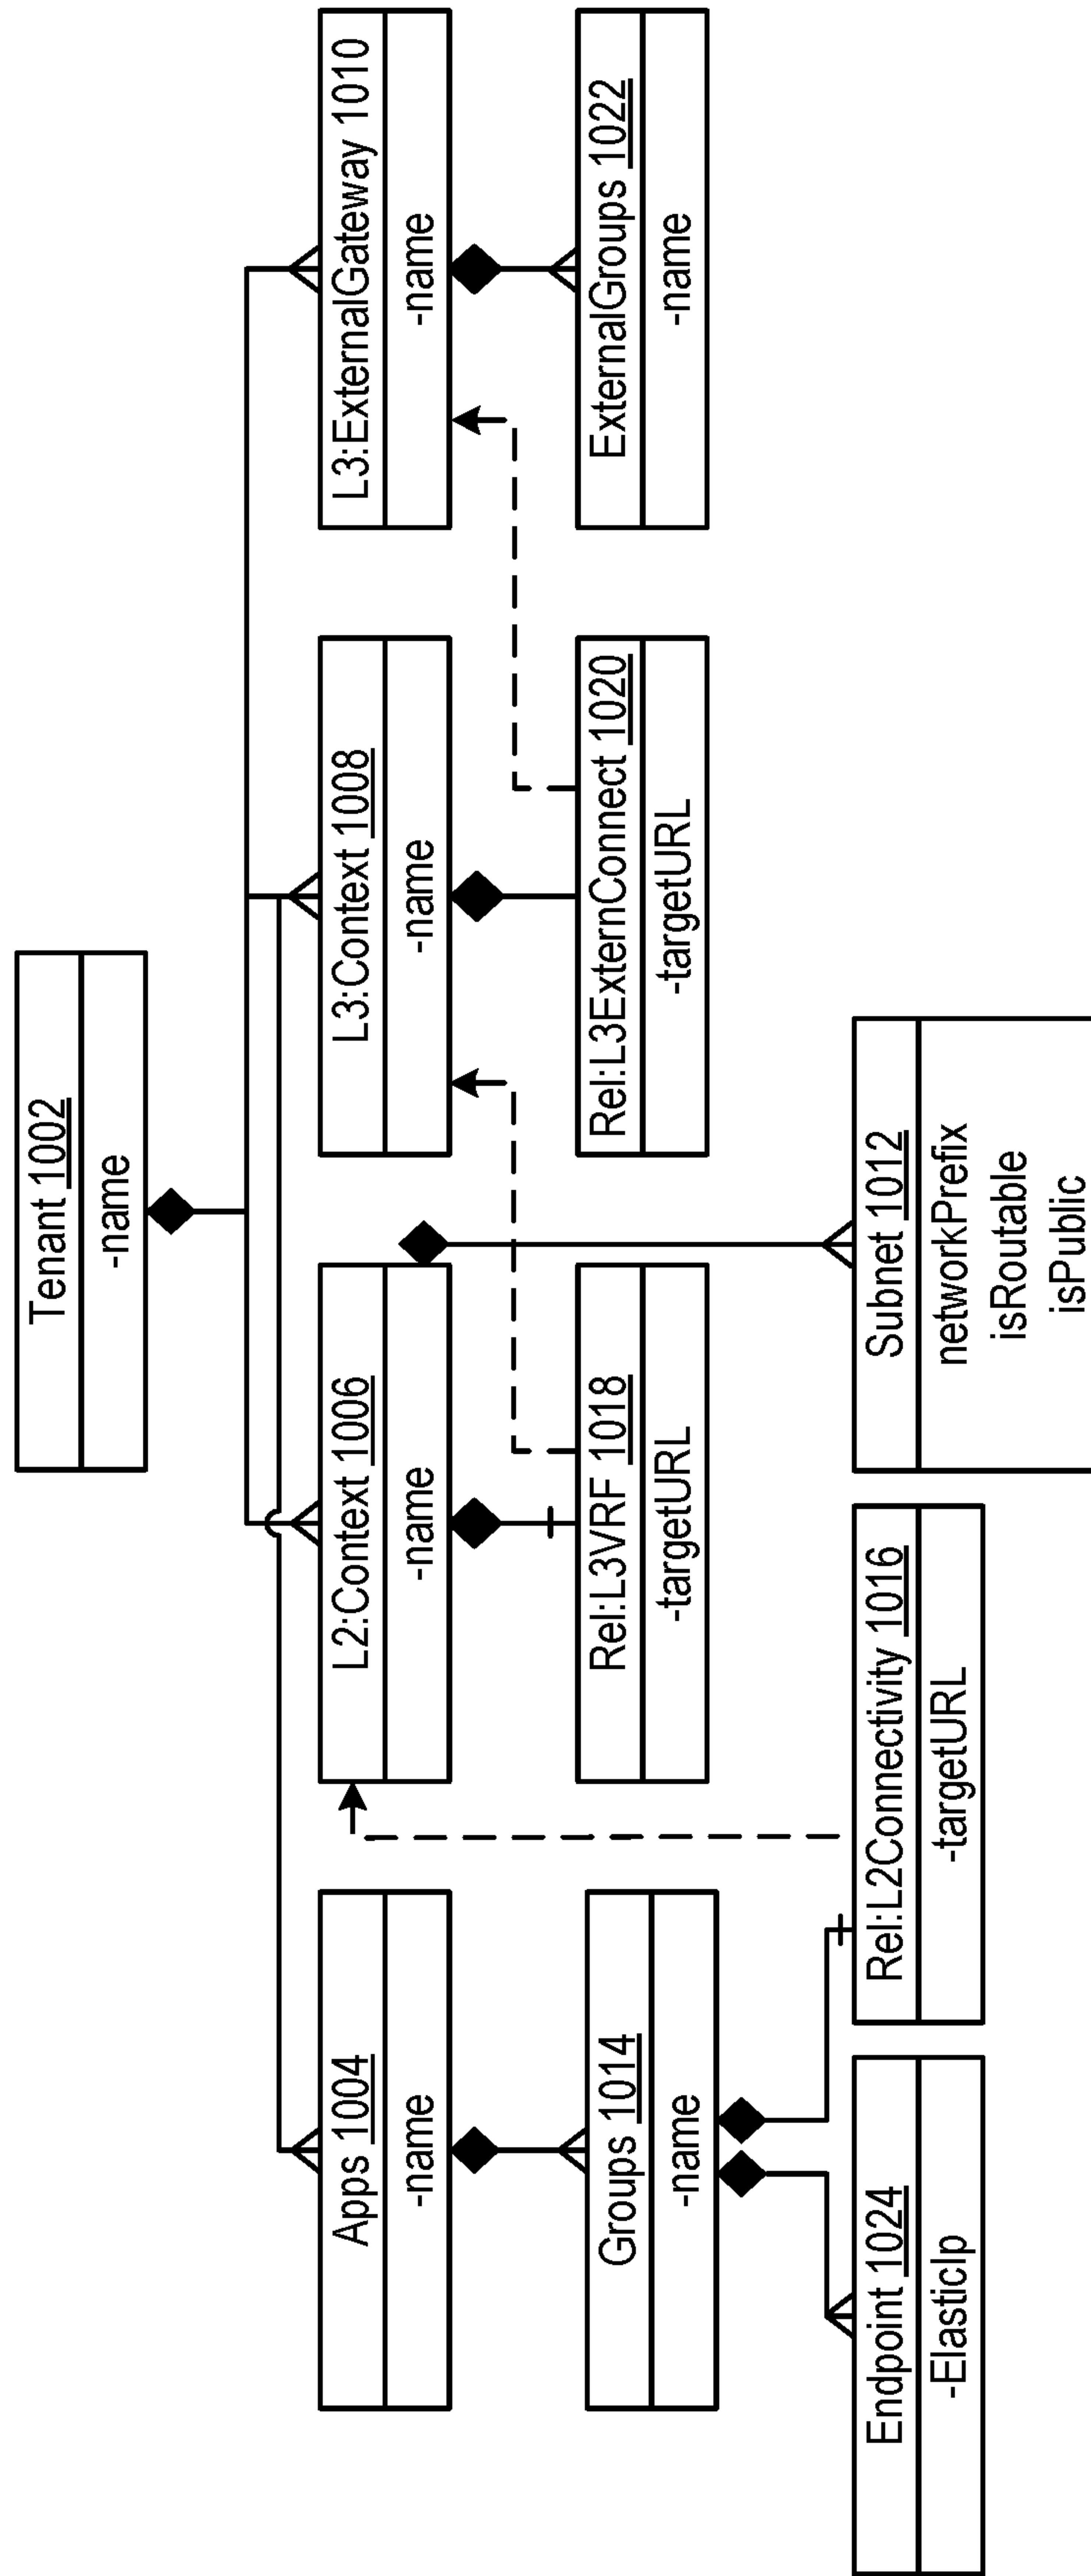 Tenant 1002
-name
Apps 1004
-name
L2:Context 1006
-name
L3:Context 1008
-name
L3:ExternalGateway 1010
-name
Groups 1014
-name
Rel:L3VRF 1018
-targetURL
Rel:L3ExternConnect 1020
-targetURL
ExternalGroups 1022
-name
Endpoint 1024
-ElasticIp
Rel:L2Connectivity 1016
-targetURL
Subnet 1012
networkPrefix
isRoutable
isPublic